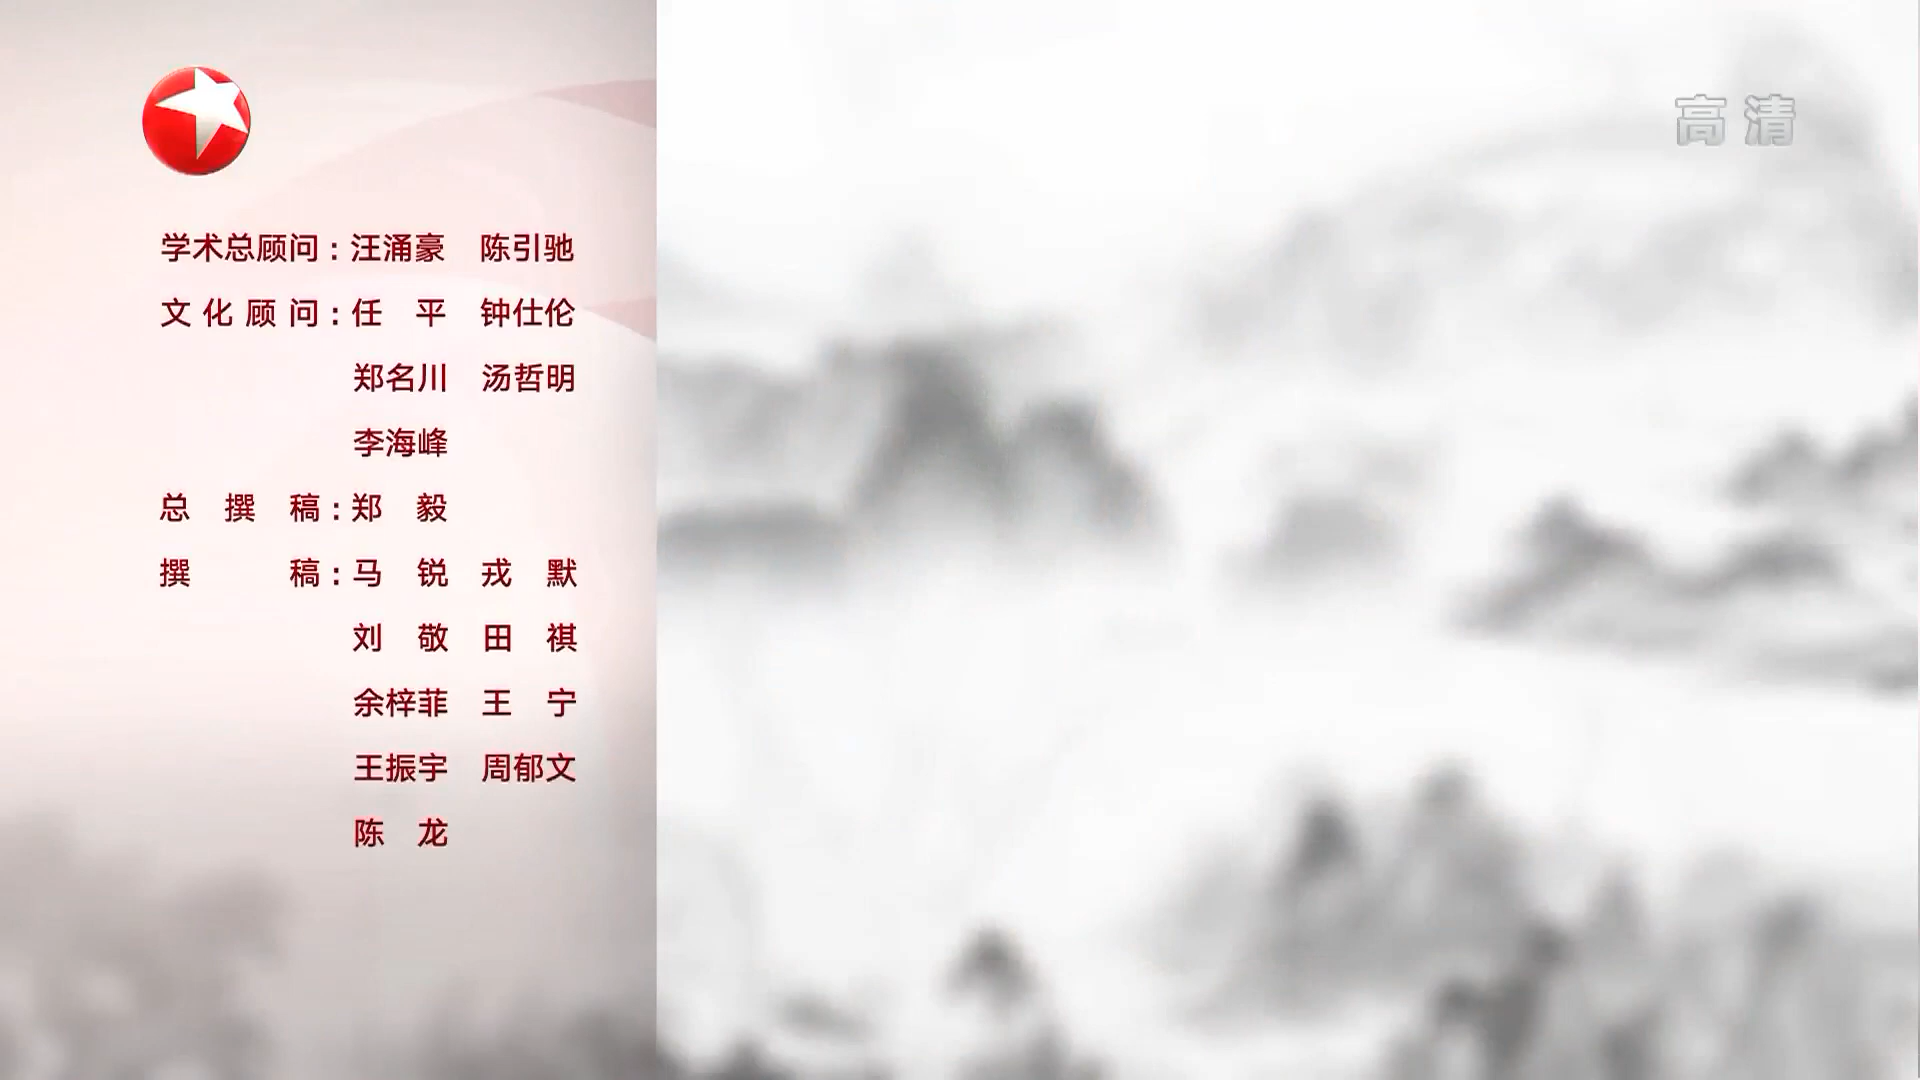 高清
学术总顾问：汪涌豪 陈引驰
文化顾问：任 平 钟仕伦
郑名川 汤哲明
李海峰
总撰稿：郑 毅
撰稿：马 锐 戎 默
刘 敬 田 祺
余梓菲 王 宁
王振宇 周郁文
陈 龙